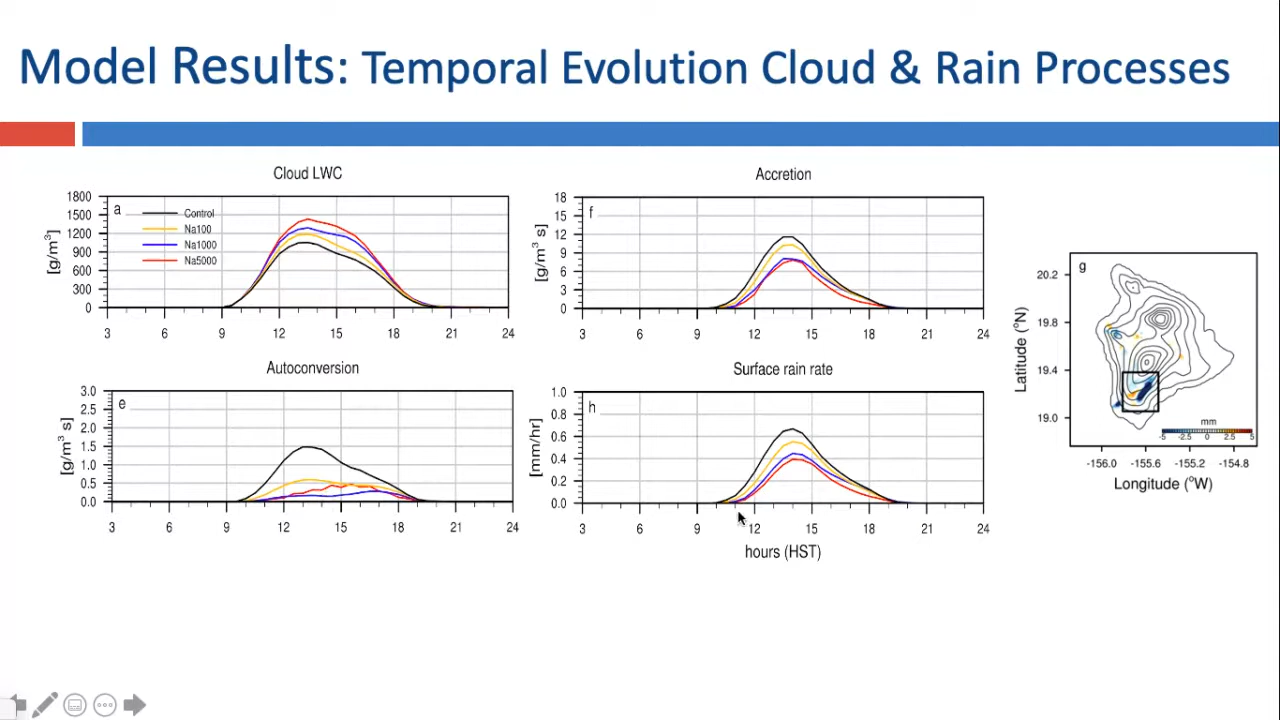 Model Results: Temporal Evolution Cloud & Rain Processes
Cloud LWC
1800
1500
1200
900
600
300
0
[g/m³]
a
Control
Na100
Na1000
Na5000
3 6 9 12 15 18 21 24
Accretion
18
15
12
9
6
3
0
[g/m³ s]
f
3 6 9 12 15 18 21 24
Autoconversion
3.0
2.5
2.0
1.5
1.0
0.5
0.0
[g/m³ s]
e
3 6 9 12 15 18 21 24
Surface rain rate
1.0
0.8
0.6
0.4
0.2
0.0
[mm/hr]
h
3 6 9 12 15 18 21 24
hours (HST)
g
20.2
19.8
19.4
19.0
Latitude (°N)
mm
-5 -2.5 0 2.5 5
-156.0 -155.6 -155.2 -154.8
Longitude (°W)